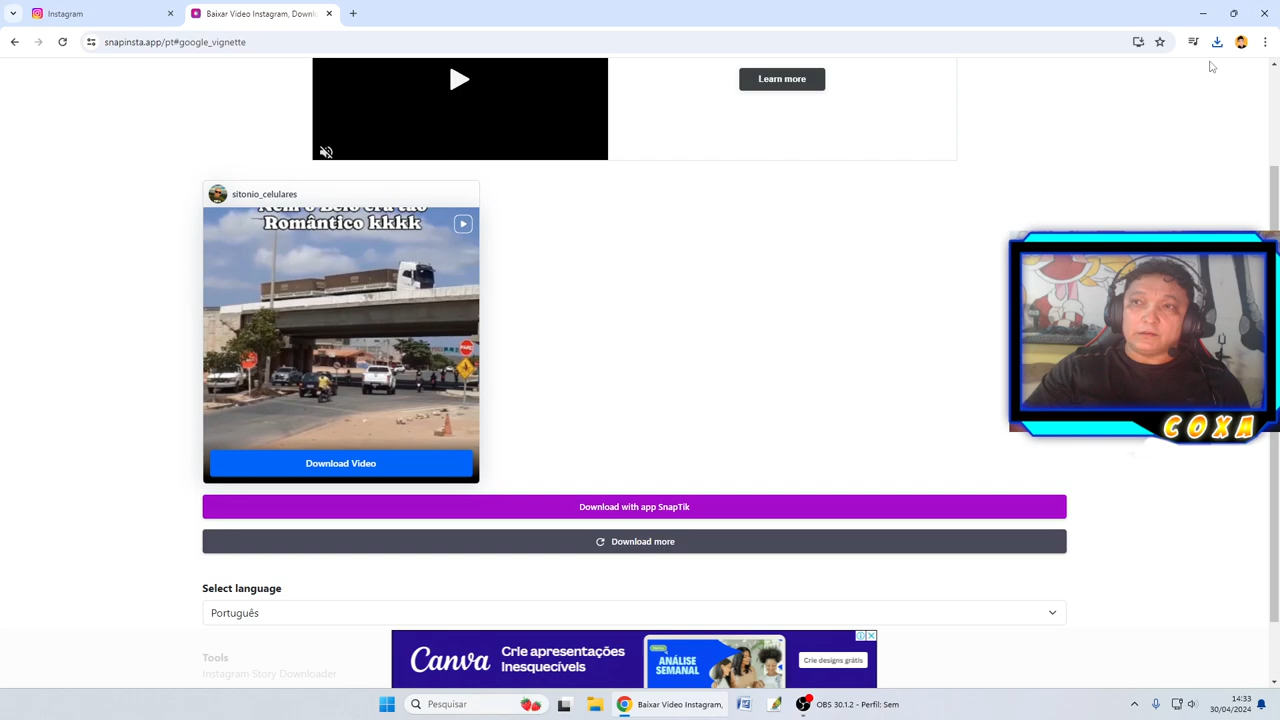 Instagram
Baixar Video Instagram, Downl
snapinsta.app/pt#google_vignette
Learn more
sitonio_celulares
Romântico kkkk
Download Video
Download with app SnapTik
Download more
COXA
Select language
Português
Tools
Instagram Story Downloader
Canva
Crie apresentações
Inesquecíveis
ANÁLISE
SEMANAL
Crie designs grátis
Pesquisar
Baixar Video Instagram,
OBS 30.1.2 - Perfil: Sem
14:33
30/04/2024